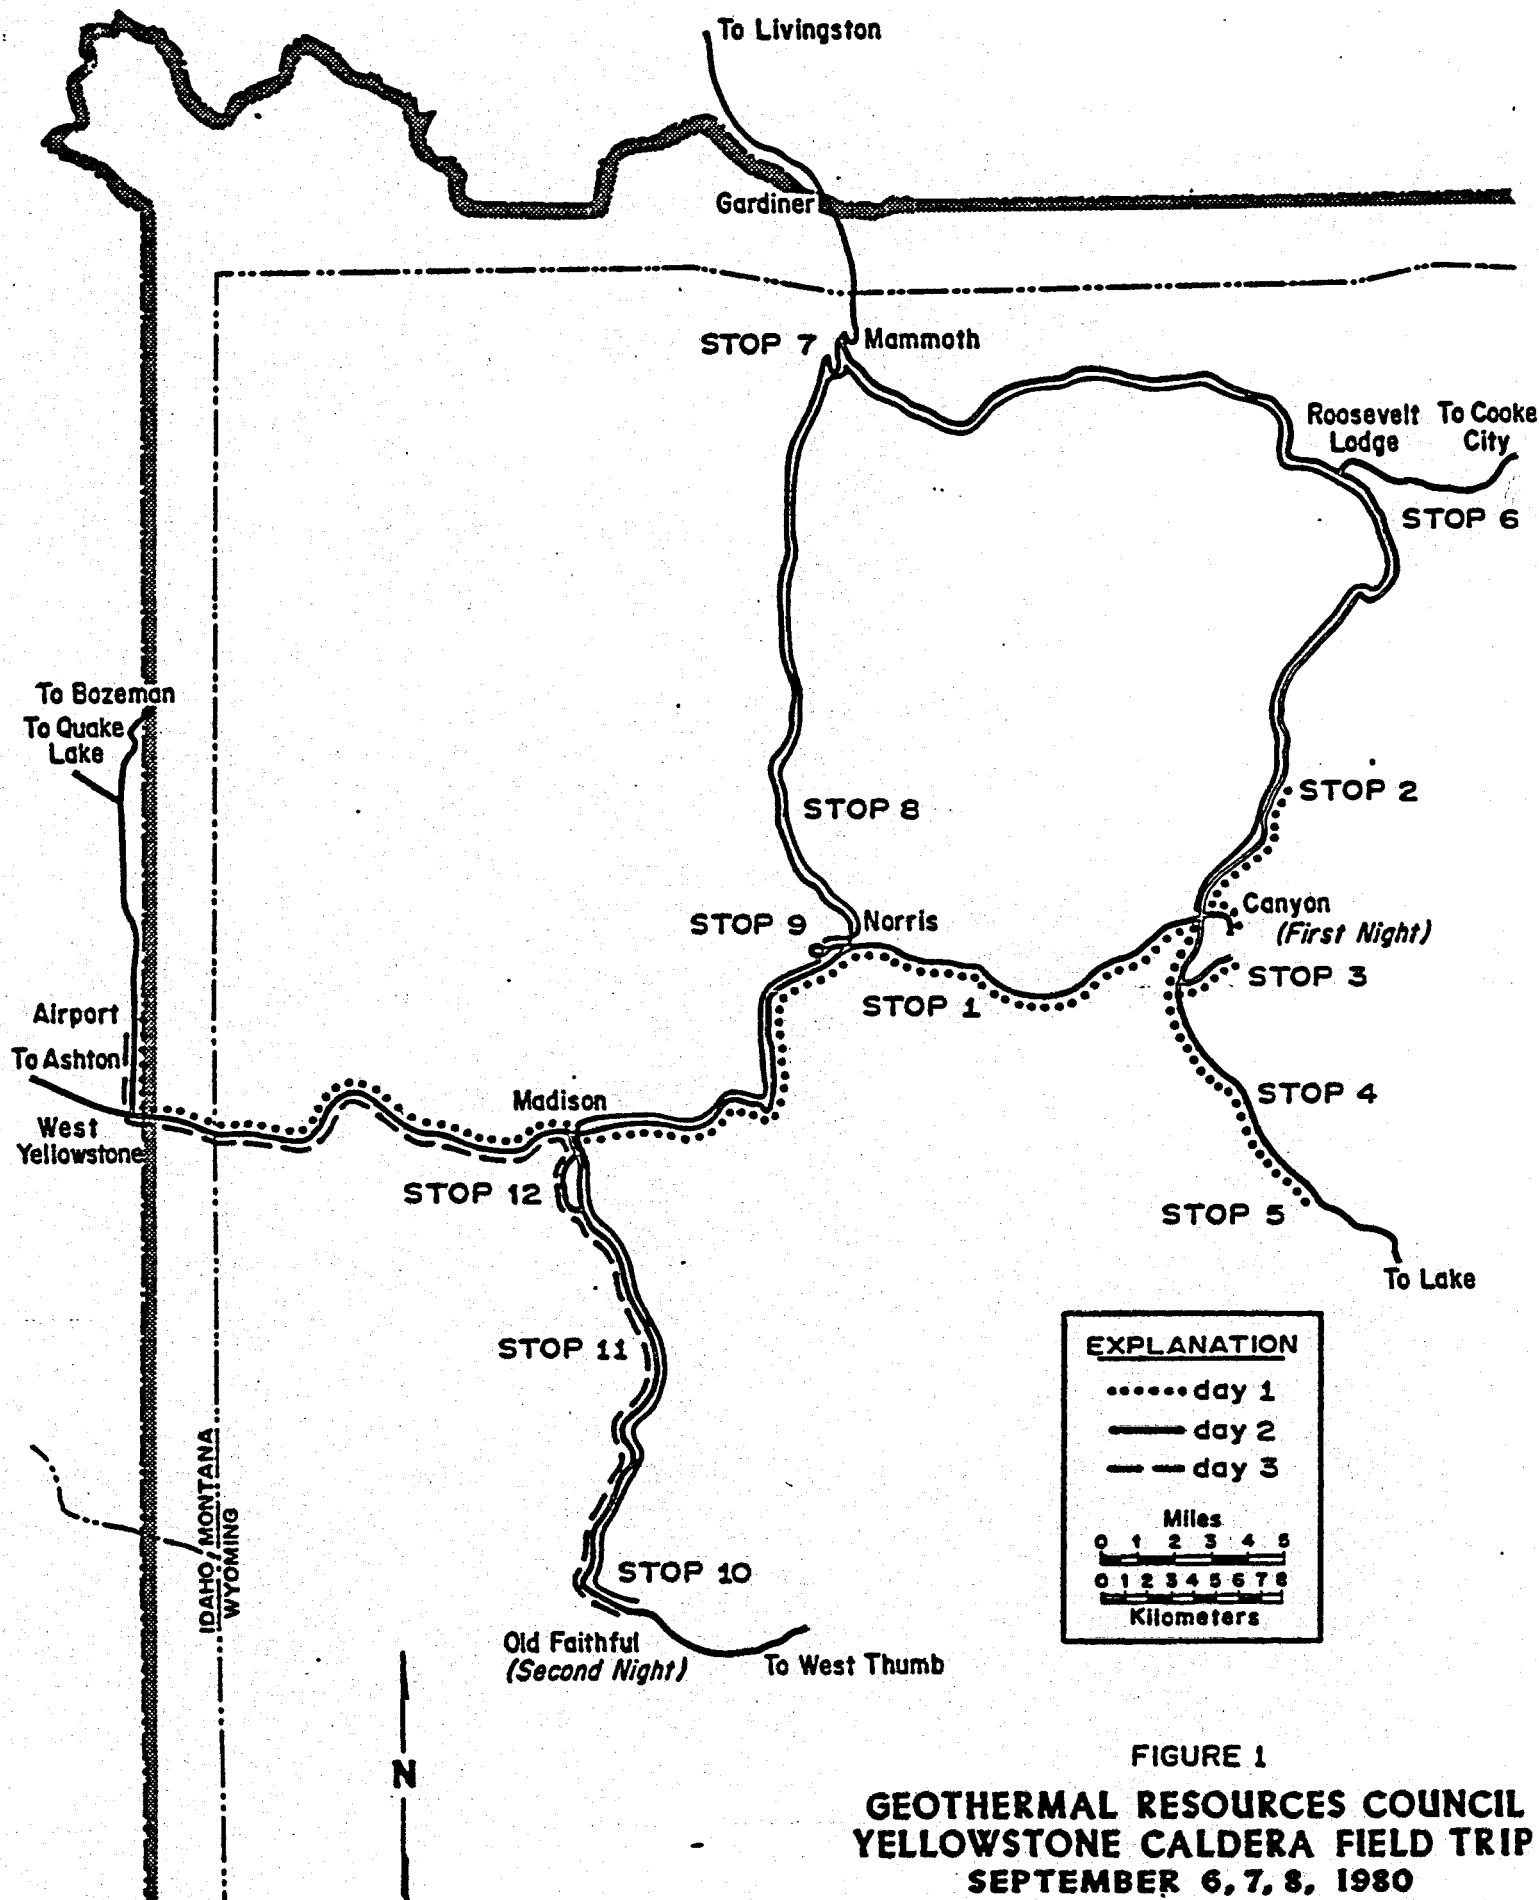 To Livingston
Gardiner
STOP 7
Mammoth
Roosevelt
Lodge
To Cooke
City
STOP 6
To Bozeman
To Quake
Lake
STOP 2
STOP 8
Canyon
(First Night)
STOP 9
Norris
STOP 3
STOP 1
Airport
To Ashton
West
Yellowstone
Madison
STOP 4
STOP 12
STOP 5
To Lake
STOP 11
EXPLANATION
day 1
day 2
day 3
Miles
0 1 2 3 4 5
0 1 2 3 4 5 6 7 8
Kilometers
IDAHO/MONTANA
WYOMING
STOP 10
Old Faithful
(Second Night)
To West Thumb
N
FIGURE 1
GEOTHERMAL RESOURCES COUNCIL
YELLOWSTONE CALDERA FIELD TRIP
SEPTEMBER 6, 7, 8, 1980